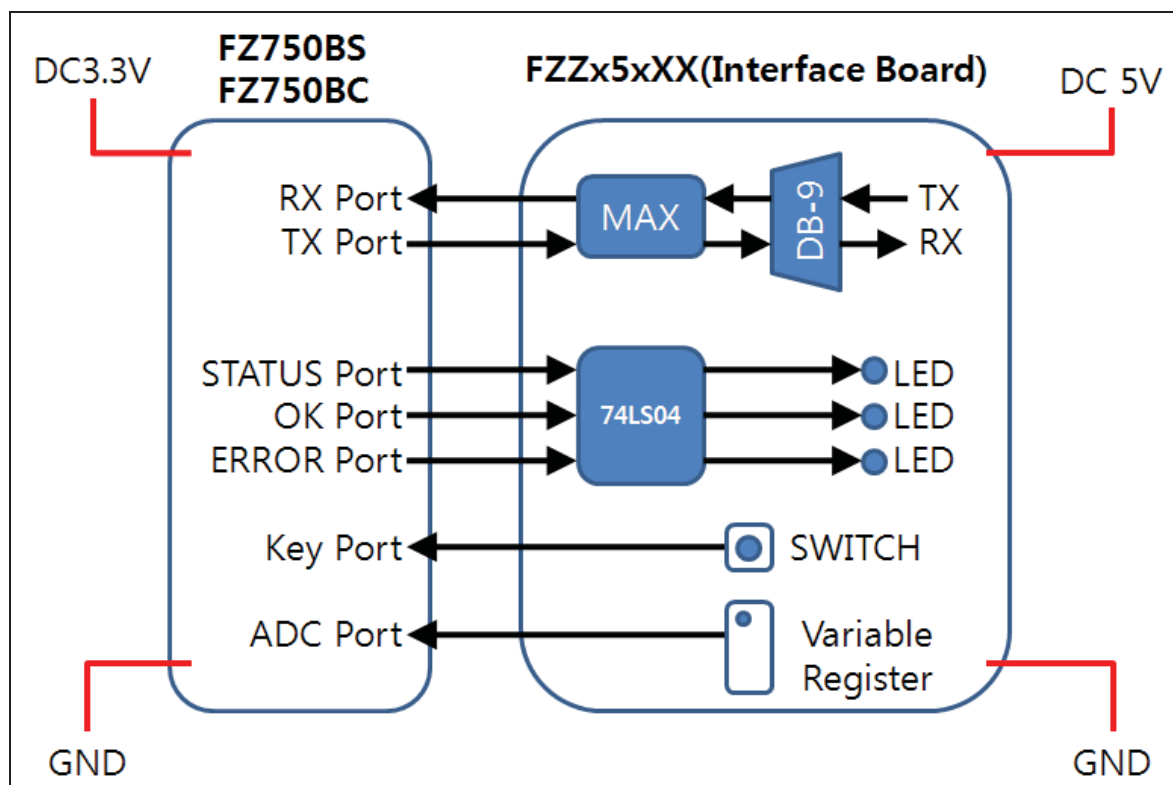 FZ750BS
FZ750BC
DC3.3V
FZZx5xXX(Interface Board)
DC 5V
RX Port
TX Port
MAX
DB-9
TX
RX
STATUS Port
OK Port
ERROR Port
74LS04
LED
LED
LED
Key Port
SWITCH
ADC Port
Variable
Register
GND
GND